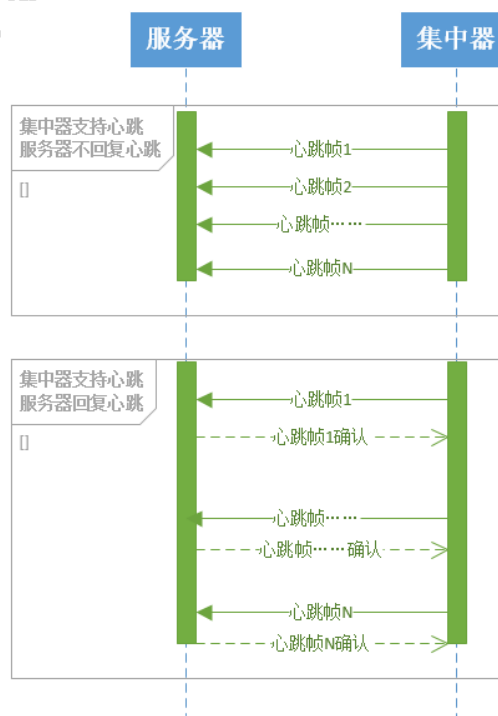 服务器
集中器
集中器支持心跳
服务器不回复心跳
[]
心跳帧1
心跳帧2
心跳帧……
心跳帧N
集中器支持心跳
服务器回复心跳
[]
心跳帧1
心跳帧1确认
心跳帧……
心跳帧……确认
心跳帧N
心跳帧N确认